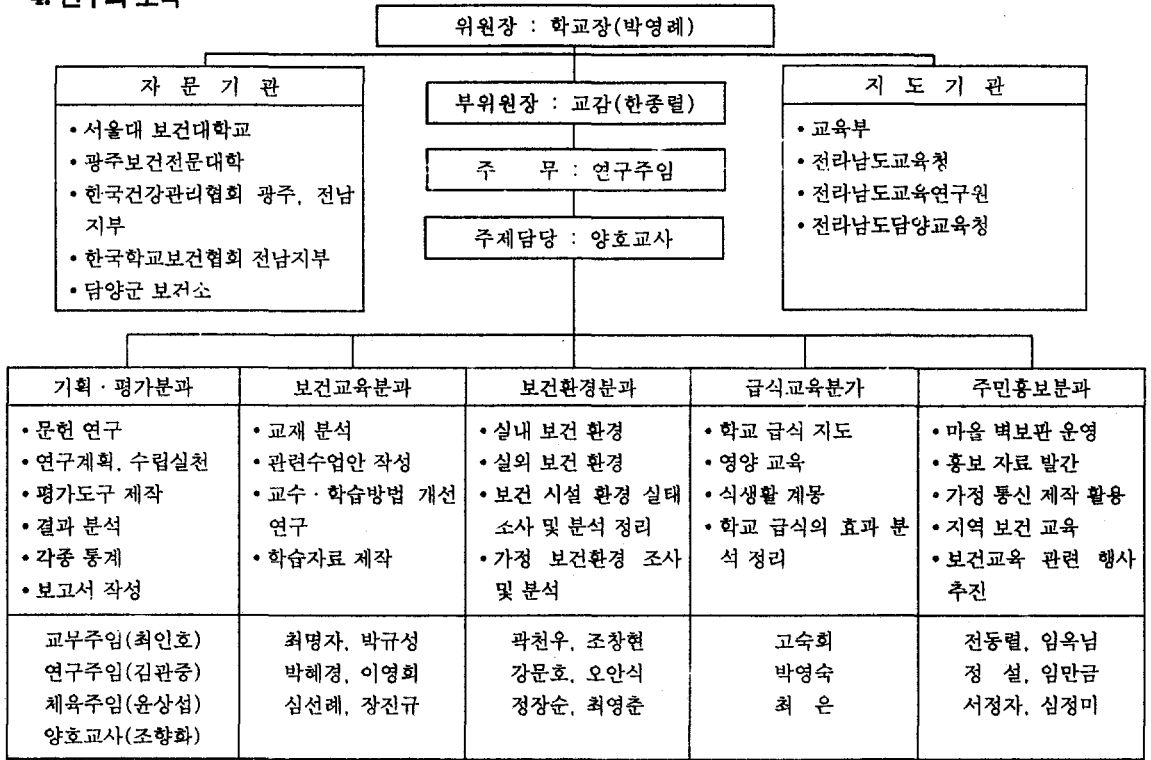 위원장 : 학교장(박영례)
자 문 기 관
• 서울대 보건대학교
• 광주보건전문대학
• 한국건강관리협회 광주, 전남
지부
• 한국학교보건협회 전남지부
• 담양군 보건소
부위원장 : 교감(한종렬)
주 무 : 연구주임
주제담당 : 양호교사
지 도 기 관
• 교육부
• 전라남도교육청
• 전라남도교육연구원
• 전라남도담양교육청
기획 · 평가분과
• 문헌 연구
• 연구계획, 수립실천
• 평가도구 제작
• 결과 분석
• 각종 통계
• 보고서 작성
교무주임(최인호)
연구주임(김관중)
체육주임(윤상섭)
양호교사(조향화)
보건교육분과
• 교재 분석
• 관련수업안 작성
• 교수 · 학습방법 개선
연구
• 학습자료 제작
최명자, 박규성
박혜경, 이영희
심선례, 장진규
보건환경분과
• 실내 보건 환경
• 실외 보건 환경
• 보건 시설 환경 실태
조사 및 분석 정리
• 가정 보건환경 조사
및 분석
곽천우, 조창현
강문호, 오안식
정장순, 최영춘
급식교육분가
• 학교 급식 지도
• 영양 교육
• 식생활 계몽
• 학교 급식의 효과 분
석 정리
고숙희
박영숙
최 은
주민홍보분과
• 마을 벽보판 운영
• 홍보 자료 발간
• 가정 통신 제작 활용
• 지역 보건 교육
• 보건교육 관련 행사
추진
전동렬, 임옥님
정 설, 임만금
서정자, 심정미